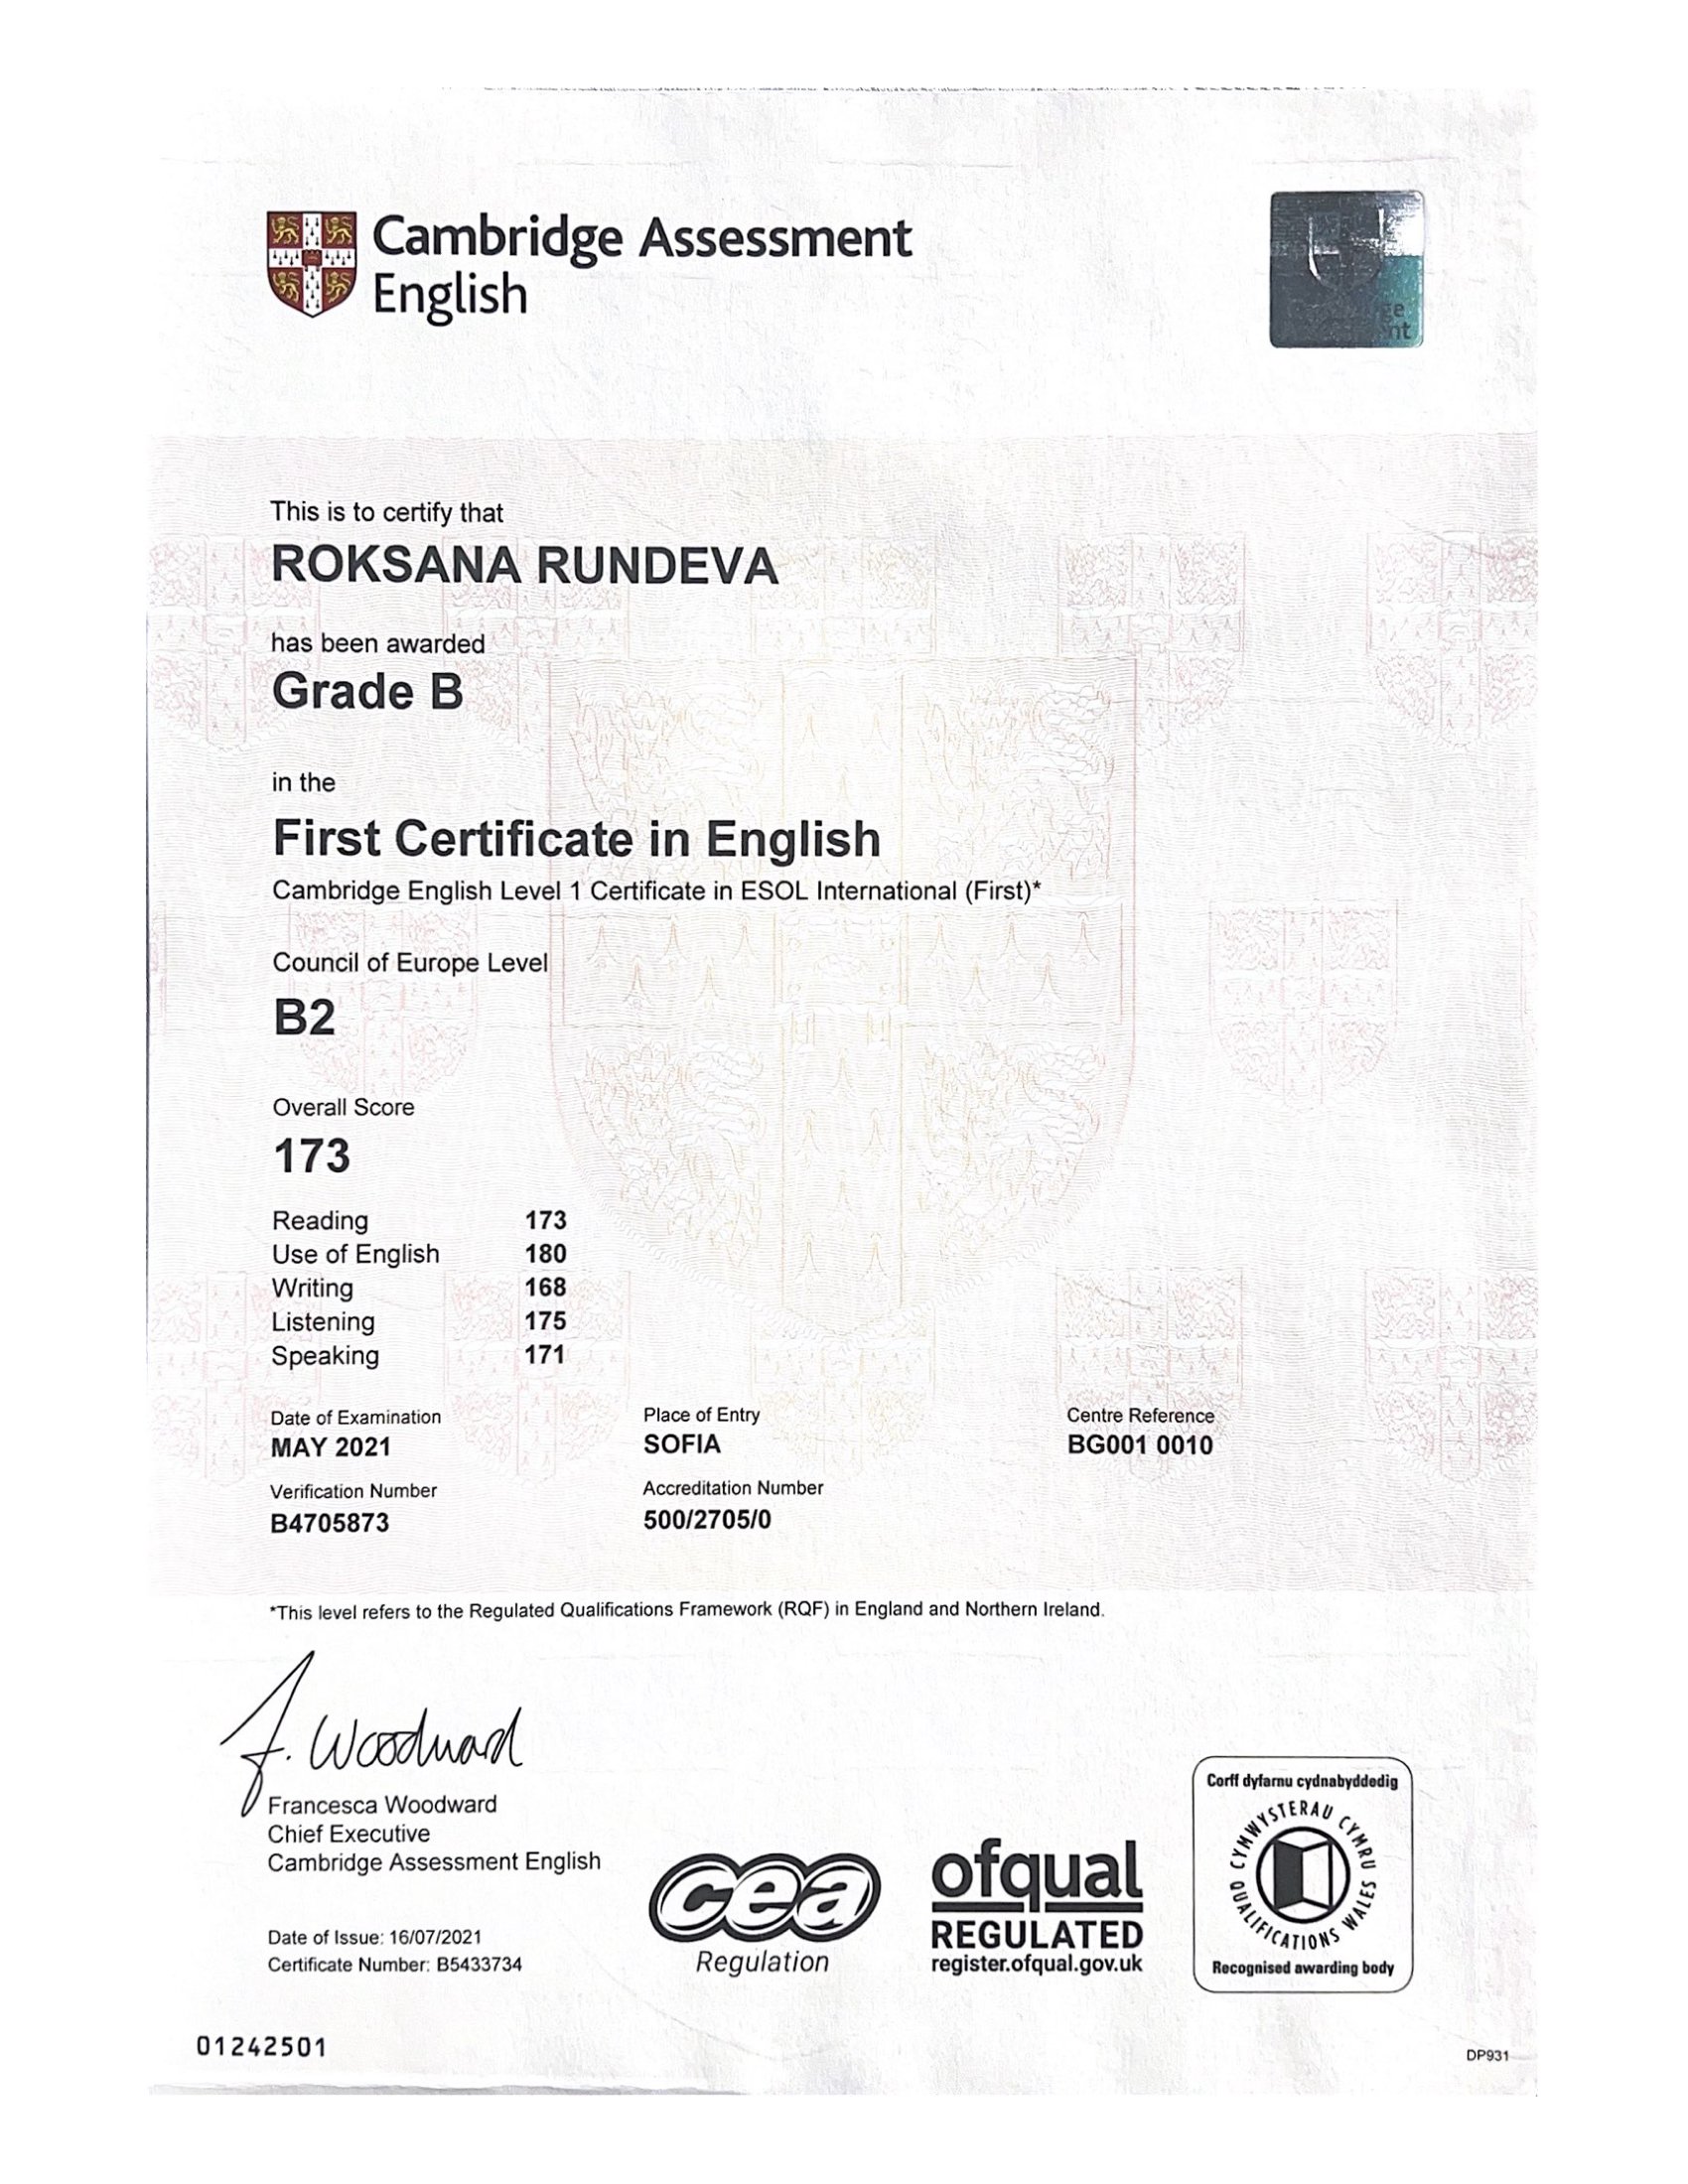 Cambridge Assessment
English
ge
nt
This is to certify that
ROKSANA RUNDEVA
has been awarded
Grade B
in the
First Certificate in English
Cambridge English Level 1 Certificate in ESOL International (First)*
Council of Europe Level
B2
Overall Score
173
Reading 173
Use of English 180
Writing 168
Listening 175
Speaking 171
Date of Examination Place of Entry Centre Reference
MAY 2021 SOFIA BG001 0010
Verification Number Accreditation Number
B4705873 500/2705/0
*This level refers to the Regulated Qualifications Framework (RQF) in England and Northern Ireland.
F. Woodward
Francesca Woodward
Chief Executive
Cambridge Assessment English
Date of Issue: 16/07/2021
Certificate Number: B5433734
cea
Regulation
ofqual
REGULATED
register.ofqual.gov.uk
Corff dyfarnu cydnabyddedig
CYMWYSTERAU CYMRU
QUALIFICATIONS WALES
Recognised awarding body
01242501
DP931